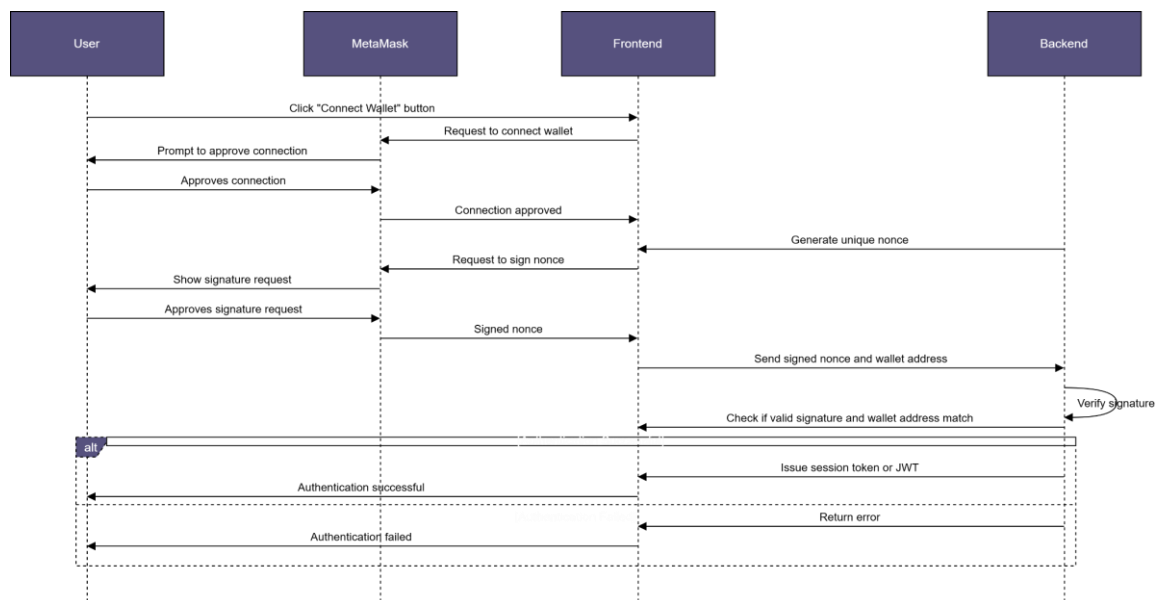 User
MetaMask
Frontend
Backend
Click "Connect Wallet" button
Request to connect wallet
Prompt to approve connection
Approves connection
Connection approved
Generate unique nonce
Request to sign nonce
Show signature request
Approves signature request
Signed nonce
Send signed nonce and wallet address
Verify signature
Check if valid signature and wallet address match
alt
Issue session token or JWT
Authentication successful
Return error
Authentication failed